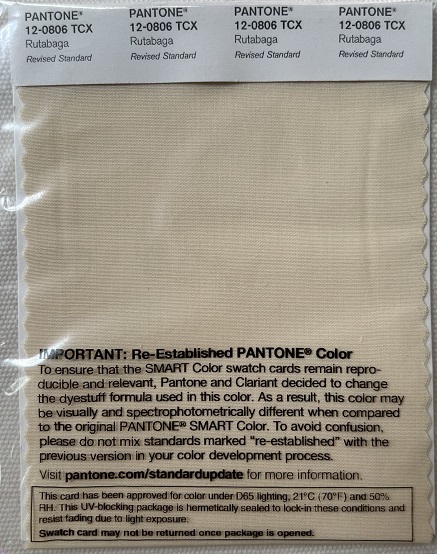 PANTONE® PANTONE® PANTONE® PANTONE®
12-0806 TCX 12-0806 TCX 12-0806 TCX 12-0806 TCX
Rutabaga Rutabaga Rutabaga Rutabaga
Revised Standard Revised Standard Revised Standard Revised Standard
IMPORTANT: Re-Established PANTONE® Color
To ensure that the SMART Color swatch cards remain repro-
ducible and relevant, Pantone and Clariant decided to change
the dyestuff formula used in this color. As a result, this color may
be visually and spectrophotometrically different when compared
to the original PANTONE® SMART Color. To avoid confusion,
please do not mix standards marked "re-established" with the
previous version in your color development process.
Visit pantone.com/standardupdate for more information.
This card has been approved for color under D65 lighting, 21°C (70°F) and 50%
RH. This UV-blocking package is hermetically sealed to lock-in these conditions and
resist fading due to light exposure.
Swatch card may not be returned once package is opened.